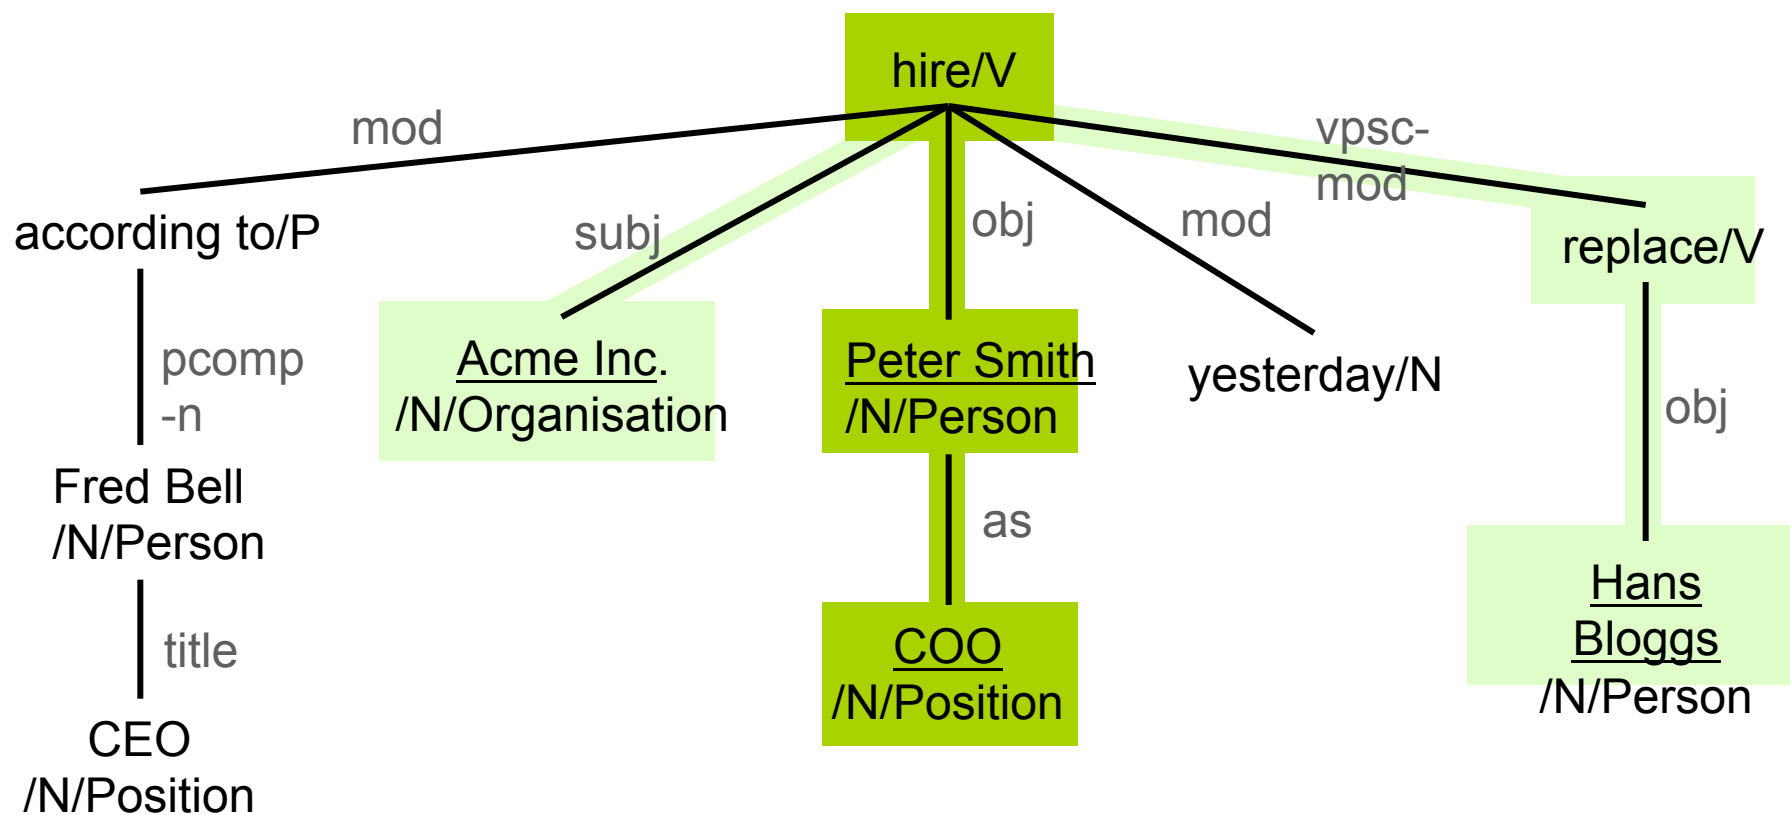 hire/V
mod
vpsc-
mod
according to/P
subj
obj
mod
replace/V
pcomp
-n
Acme Inc.
/N/Organisation
Peter Smith
/N/Person
yesterday/N
obj
Fred Bell
/N/Person
as
Hans
Bloggs
/N/Person
title
COO
/N/Position
CEO
/N/Position